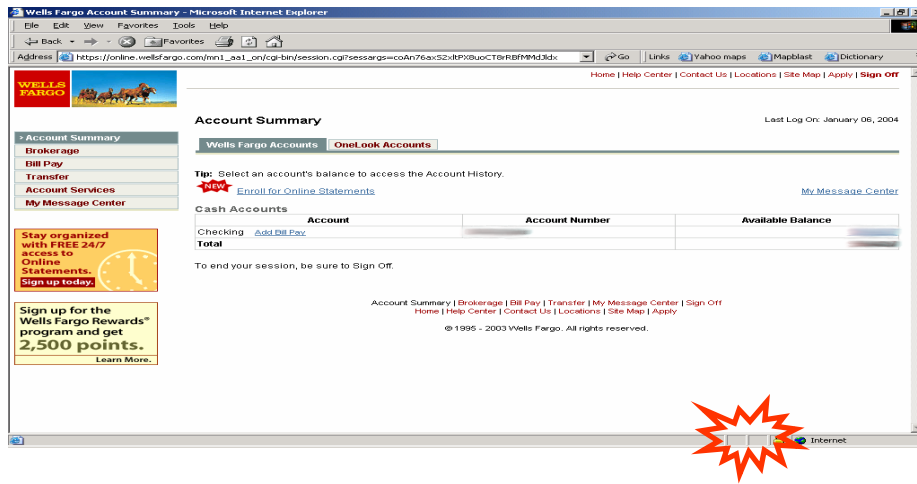 Wells Fargo Account Summary - Microsoft Internet Explorer
File Edit View Favorites Tools Help
Back Favorites
Address https://online.wellsfargo.com/mn1_aa1_on/cgi-bin/session.cgi?sessargs=coAn76axS2xltPX8uoCT8rRBfMMdJldx Go Links Yahoo maps Mapblast Dictionary
Home | Help Center | Contact Us | Locations | Site Map | Apply | Sign Off
WELLS
FARGO
Account Summary
Last Log On: January 06, 2004
> Account Summary
Brokerage
Bill Pay
Transfer
Account Services
My Message Center
Wells Fargo Accounts OneLook Accounts
Tip: Select an account's balance to access the Account History.
NEW Enroll for Online Statements My Message Center
Cash Accounts
Account Account Number Available Balance
Checking Add Bill Pay
Total
To end your session, be sure to Sign Off.
Stay organized
with FREE 24/7
access to
Online
Statements.
Sign up today.
Sign up for the
Wells Fargo Rewards®
program and get
2,500 points.
Learn More.
Account Summary | Brokerage | Bill Pay | Transfer | My Message Center | Sign Off
Home | Help Center | Contact Us | Locations | Site Map | Apply
© 1995 - 2003 Wells Fargo. All rights reserved.
Internet